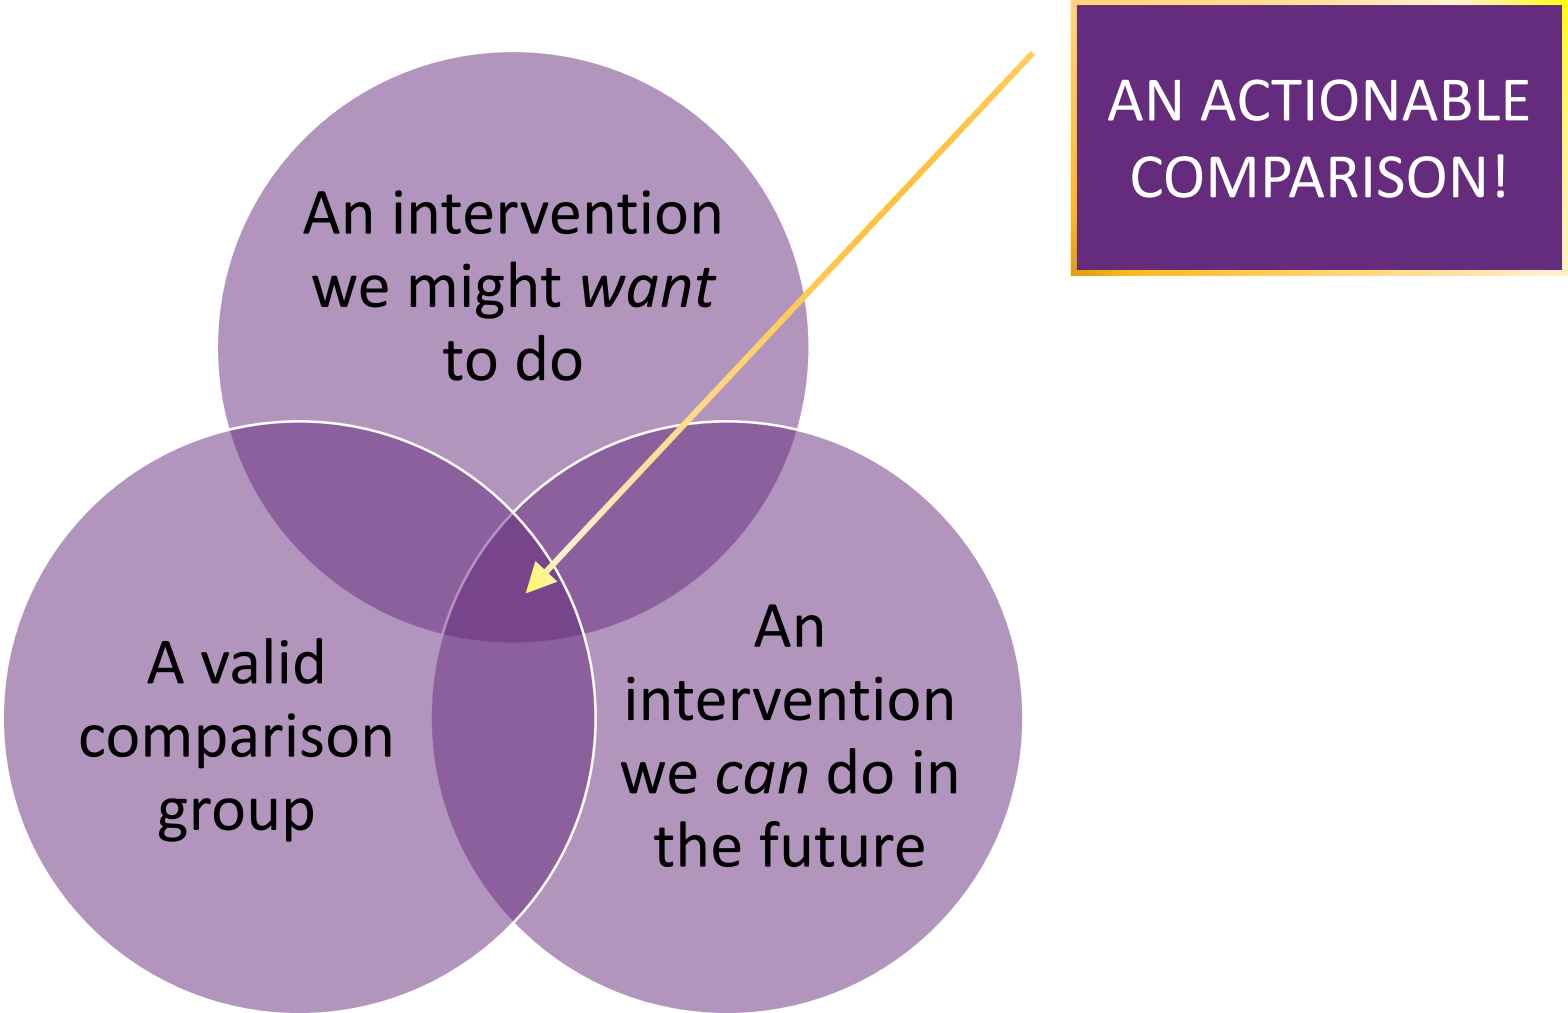 An intervention
we might want
to do
AN ACTIONABLE
COMPARISON!
A valid
comparison
group
An
intervention
we can do in
the future